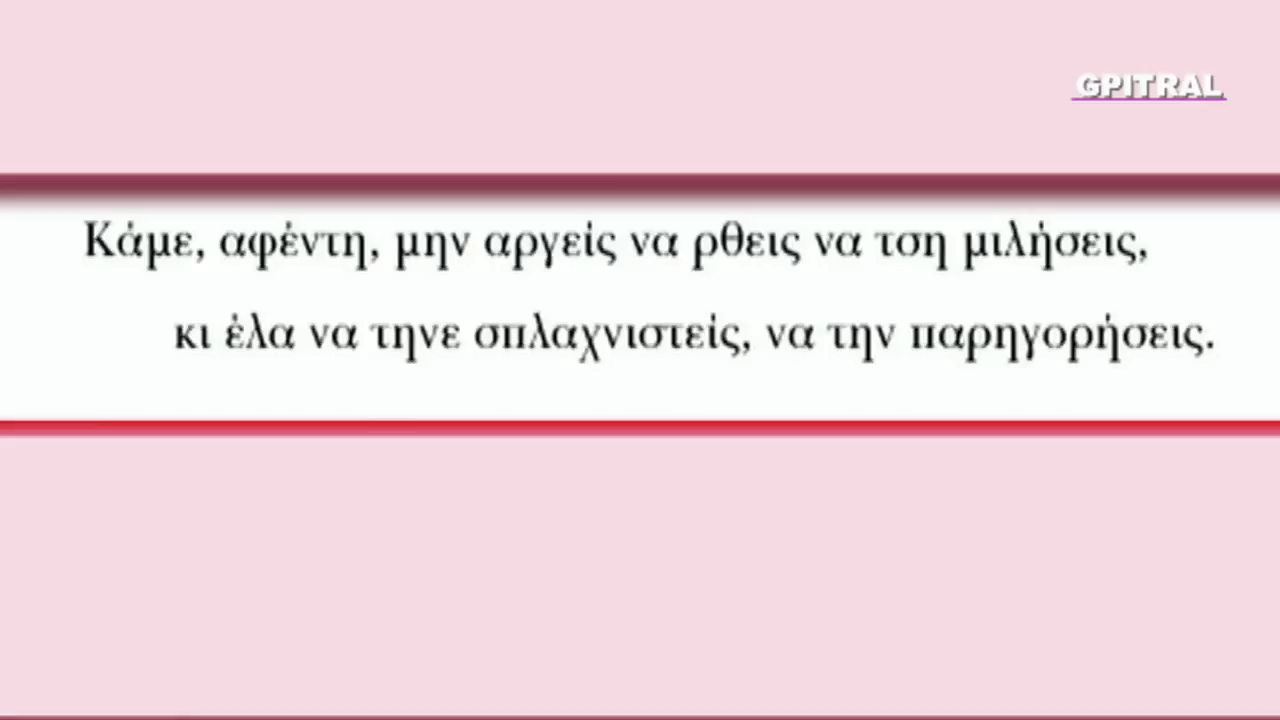 GPITRAL
Κάμε, αφέντη, μην αργείς να ρθεις να τση μιλήσεις,
κι έλα να τηνε σπλαχνιστείς, να την παρηγορήσεις.